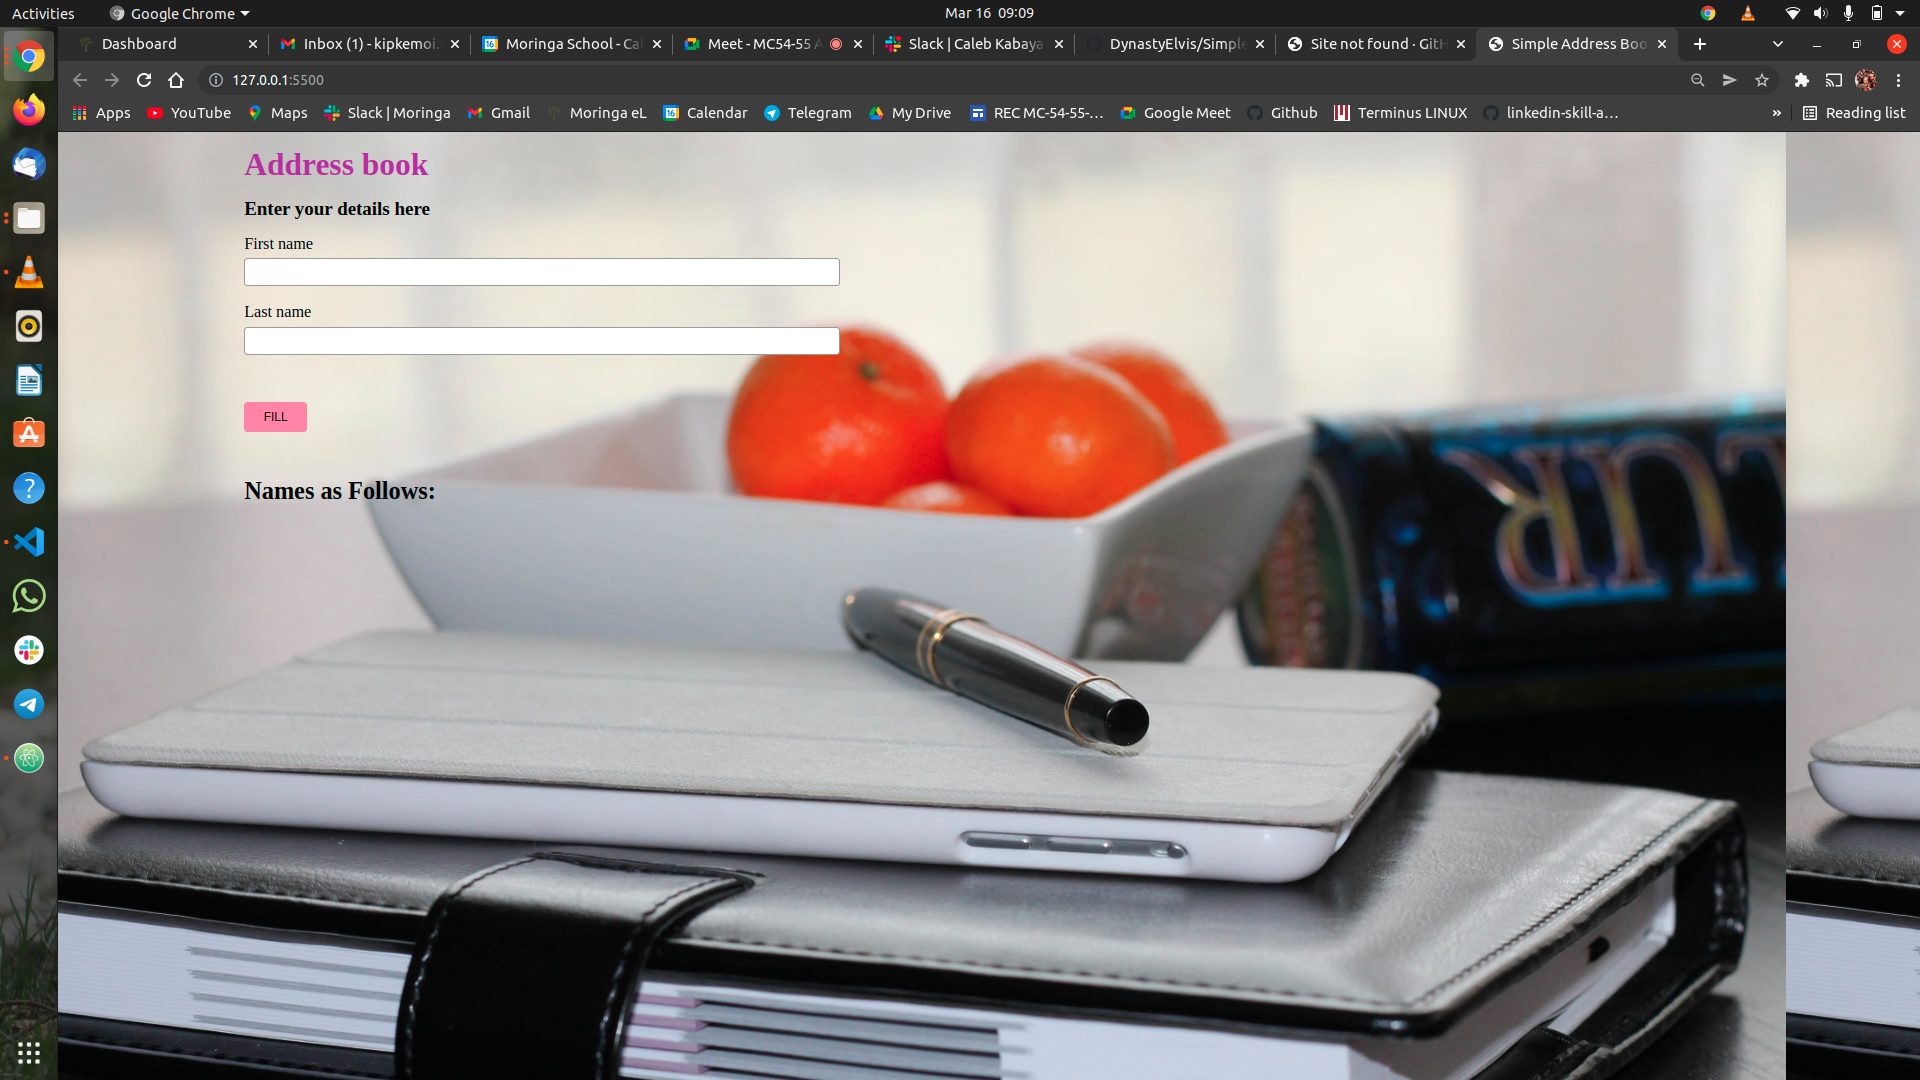 Activities
Google Chrome
Mar 16 09:09
Dashboard
Inbox (1) - kipkemoi.
Moringa School - Cal
Meet - MC54-55 A
Slack | Caleb Kabaya
DynastyElvis/Simple
Site not found · GitH
Simple Address Boo
127.0.0.1:5500
Apps
YouTube
Maps
Slack | Moringa
Gmail
Moringa eL
Calendar
Telegram
My Drive
REC MC-54-55-…
Google Meet
Github
Terminus LINUX
linkedin-skill-a…
»
Reading list
Address book
Enter your details here
First name
Last name
FILL
Names as Follows:
UR